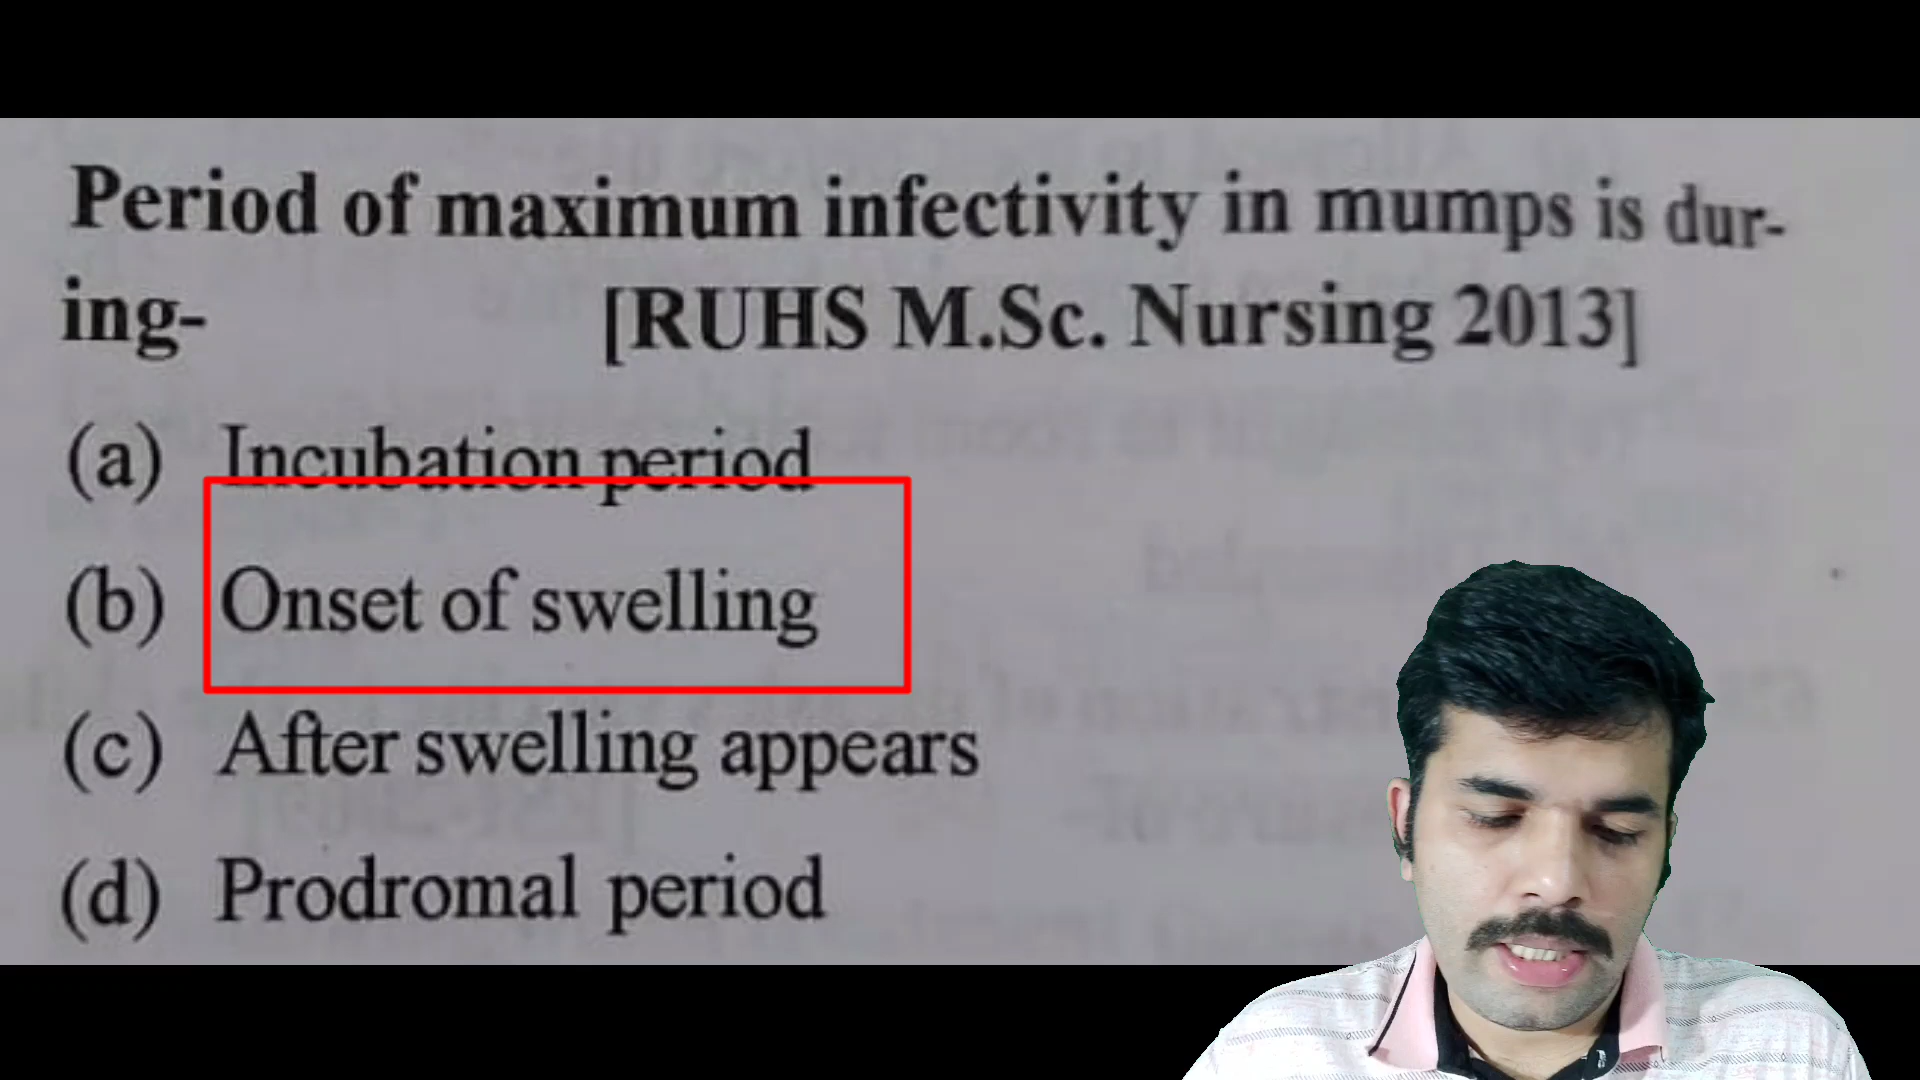 Period of maximum infectivity in mumps is dur-
ing- [RUHS M.Sc. Nursing 2013]
(a) Incubation period
(b) Onset of swelling
(c) After swelling appears
(d) Prodromal period